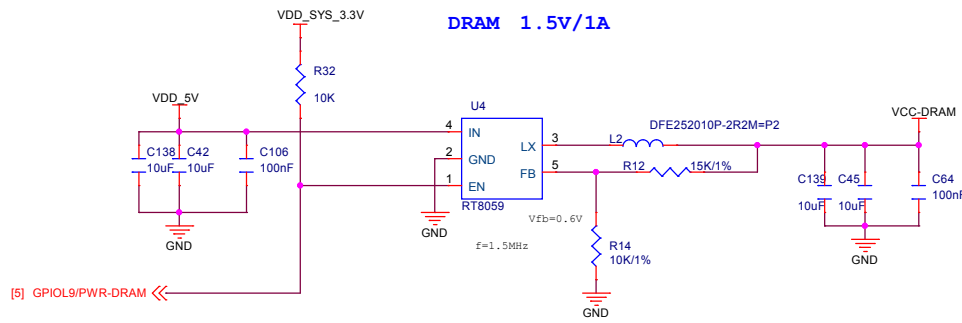 VDD_SYS_3.3V
DRAM 1.5V/1A
R32
10K
VDD_5V
U4
VCC-DRAM
4
IN
LX
3
L2
DFE252010P-2R2M=P2
C138
10uF
C42
10uF
C106
100nF
2
GND
FB
5
R12
15K/1%
1
EN
RT8059
C139
10uF
C45
10uF
C64
100nF
GND
GND
Vfb=0.6V
f=1.5MHz
R14
10K/1%
GND
GND
[5] GPIOL9/PWR-DRAM